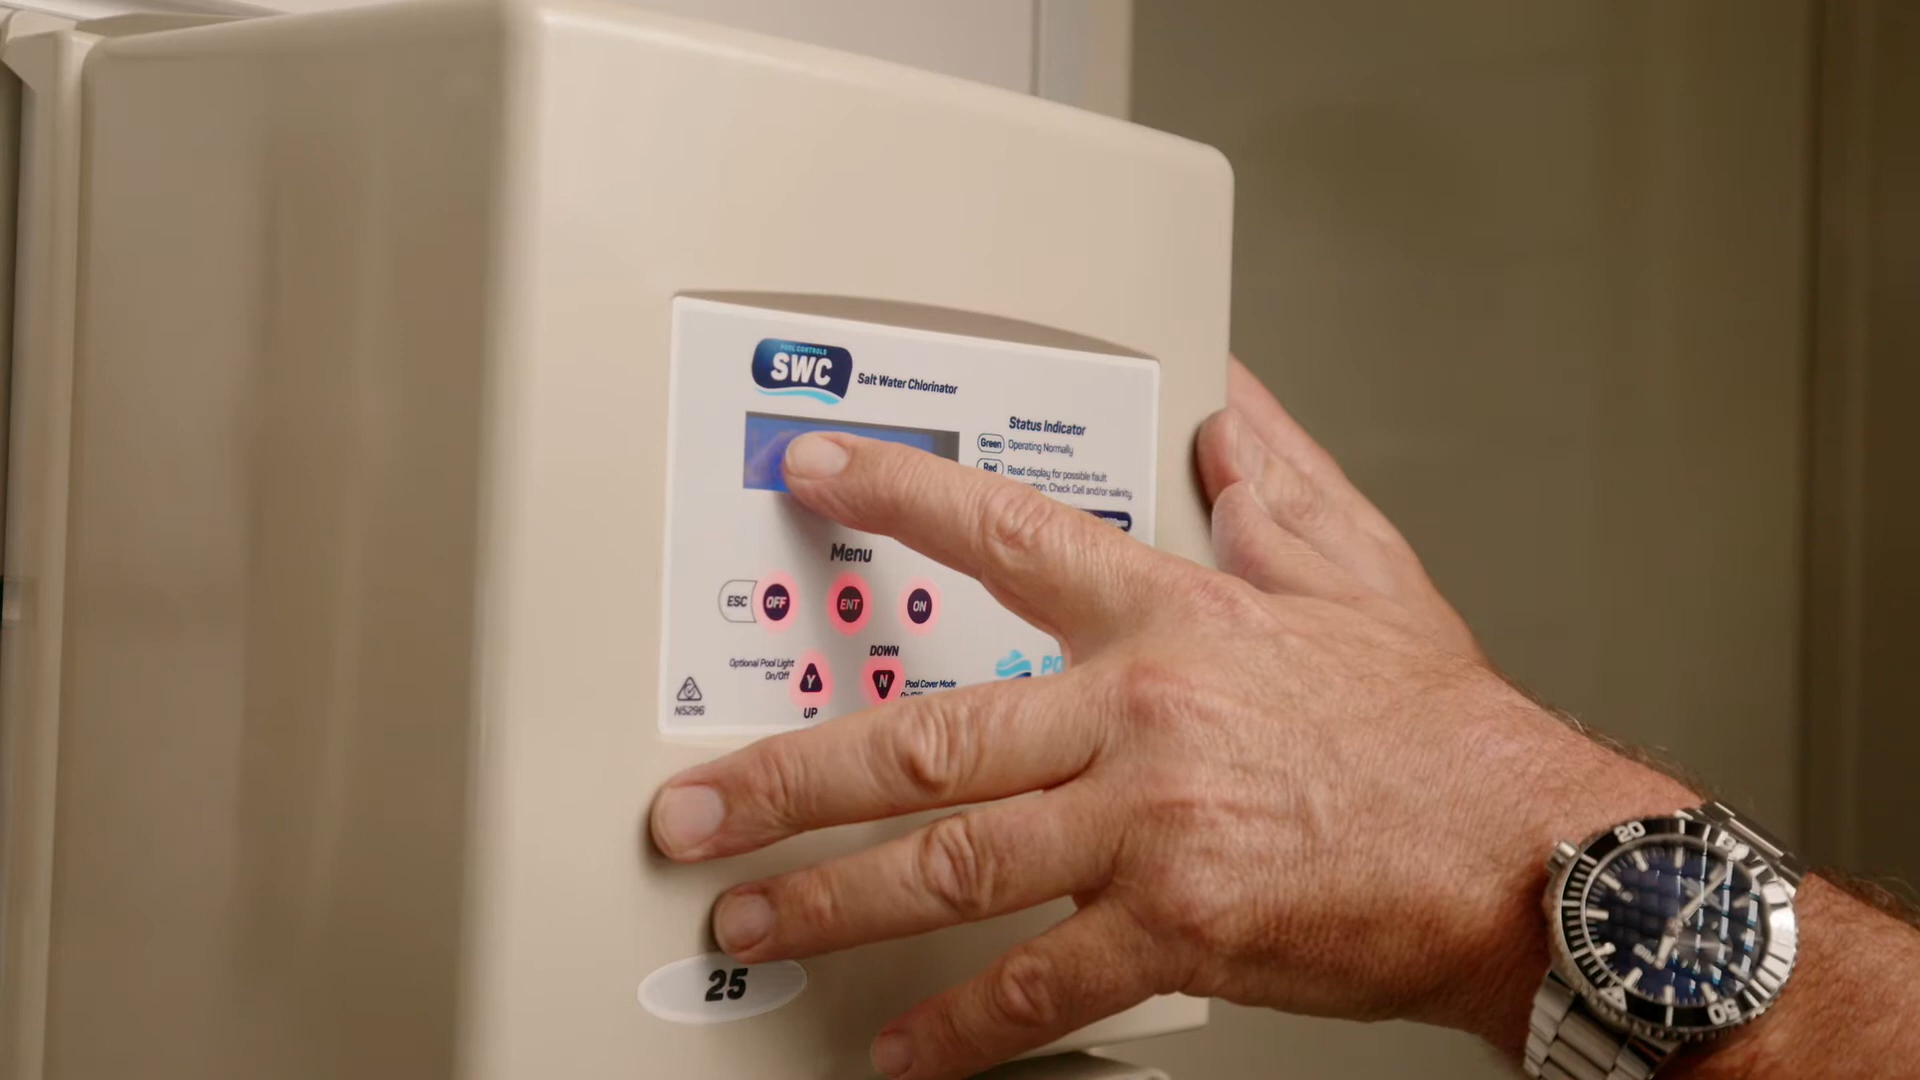 POOL CONTROLS
SWC
Salt Water Chlorinator
Status Indicator
Green
Operating Normally
Red
Read display for possible fault
Check Cell and/or salinity
Menu
ESC
OFF
ENT
ON
DOWN
Optional Pool Light
On/Off
Y
N
Pool Cover Mode
UP
N5296
25
20
50